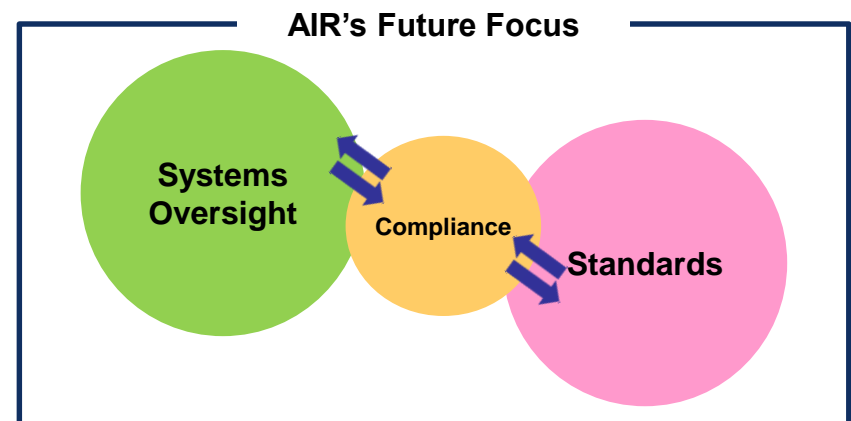 AIR’s Future Focus
Systems
Oversight
Compliance
Standards